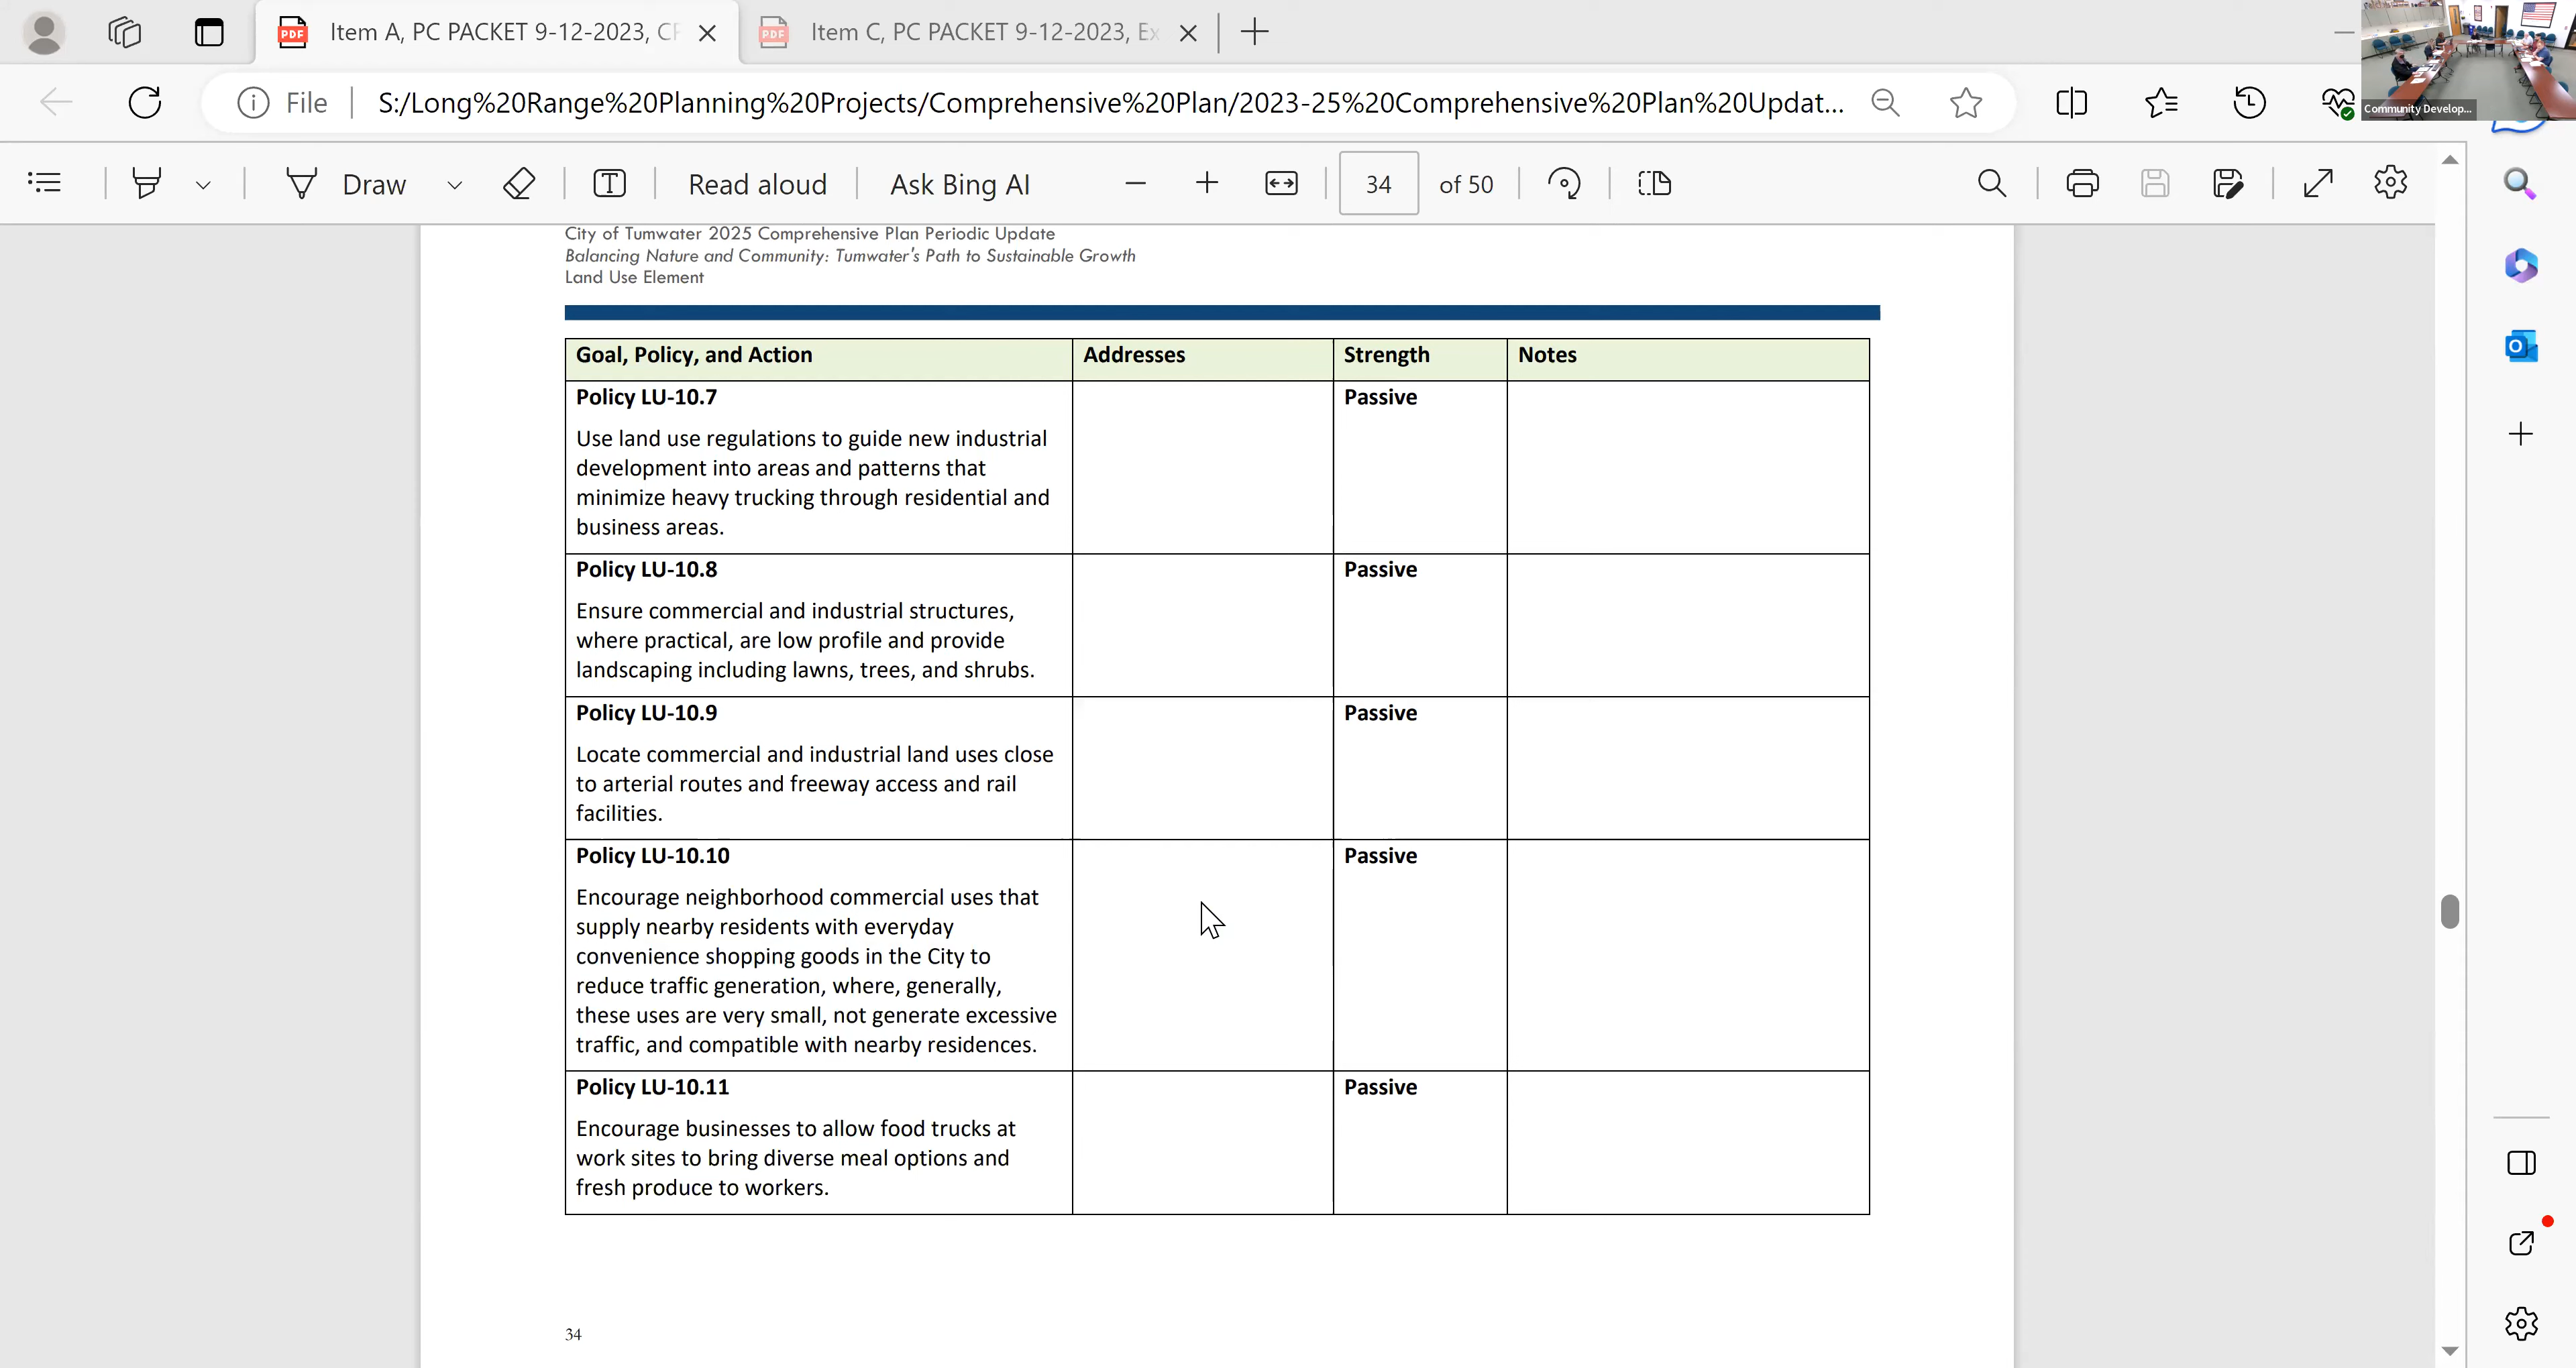 Item A, PC PACKET 9-12-2023, CF
Item C, PC PACKET 9-12-2023, Ex
File
S:/Long%20Range%20Planning%20Projects/Comprehensive%20Plan/2023-25%20Comprehensive%20Plan%20Updat...
Community Develop...
Draw
Read aloud
Ask Bing AI
34
of 50
City of Tumwater 2025 Comprehensive Plan Periodic Update
Balancing Nature and Community: Tumwater's Path to Sustainable Growth
Land Use Element
Goal, Policy, and Action
Addresses
Strength
Notes
Policy LU-10.7
Passive
Use land use regulations to guide new industrial
development into areas and patterns that
minimize heavy trucking through residential and
business areas.
Policy LU-10.8
Passive
Ensure commercial and industrial structures,
where practical, are low profile and provide
landscaping including lawns, trees, and shrubs.
Policy LU-10.9
Passive
Locate commercial and industrial land uses close
to arterial routes and freeway access and rail
facilities.
Policy LU-10.10
Passive
Encourage neighborhood commercial uses that
supply nearby residents with everyday
convenience shopping goods in the City to
reduce traffic generation, where, generally,
these uses are very small, not generate excessive
traffic, and compatible with nearby residences.
Policy LU-10.11
Passive
Encourage businesses to allow food trucks at
work sites to bring diverse meal options and
fresh produce to workers.
34